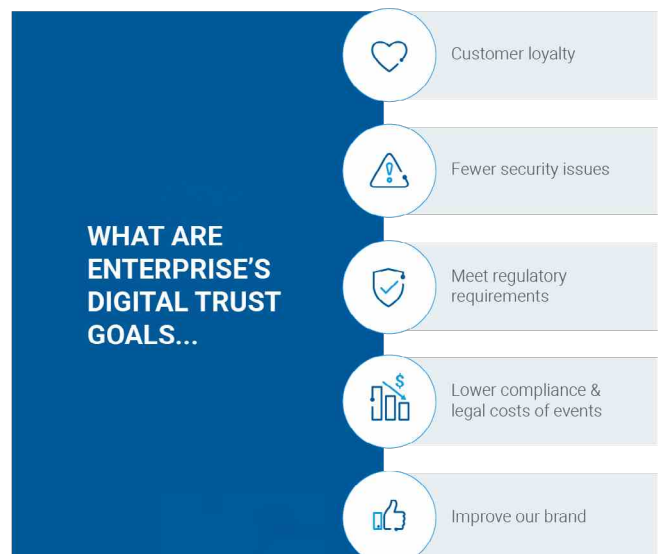 WHAT ARE
ENTERPRISE’S
DIGITAL TRUST
GOALS...
Customer loyalty
Fewer security issues
Meet regulatory
requirements
$
Lower compliance &
legal costs of events
Improve our brand